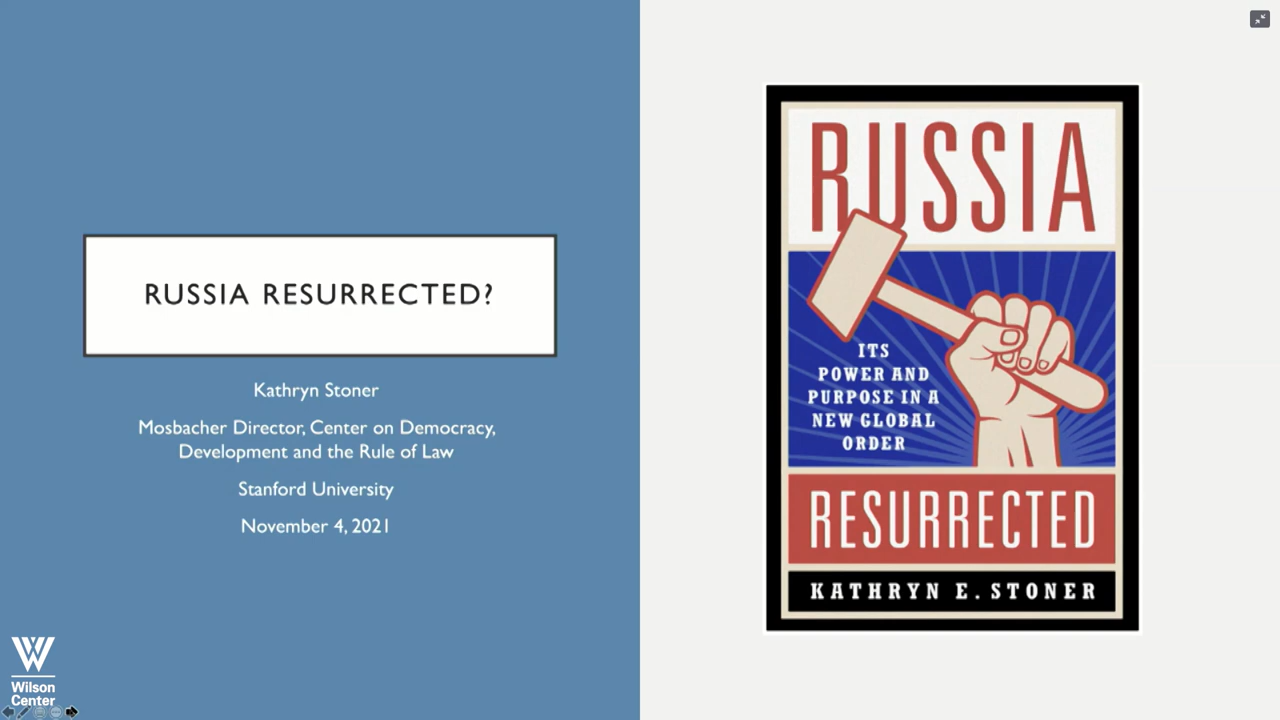 RUSSIA RESURRECTED?
Kathryn Stoner
Mosbacher Director, Center on Democracy,
Development and the Rule of Law
Stanford University
November 4, 2021
Wilson
Center
RUSSIA
ITS
POWER AND
PURPOSE IN A
NEW GLOBAL
ORDER
RESURRECTED
KATHRYN E. STONER